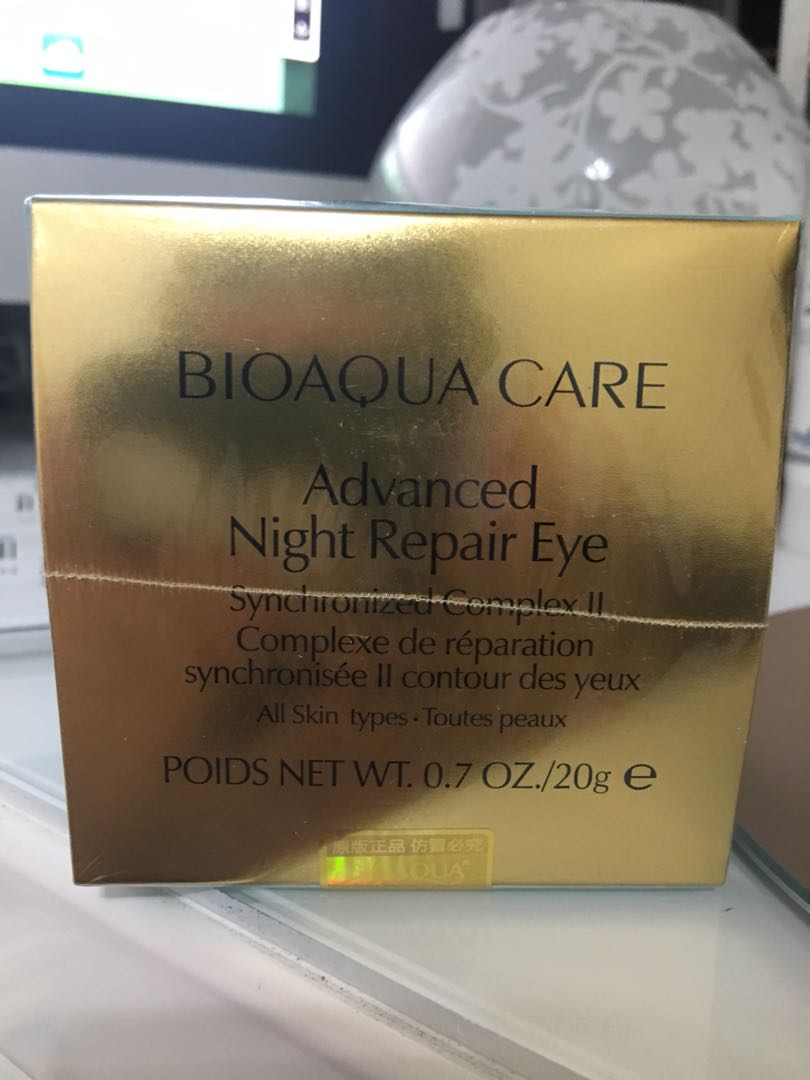 BIOAQUA CARE
Advanced
Night Repair Eye
Synchronized Complex II
Complexe de réparation
synchronisée II contour des yeux
All Skin types · Toutes peaux
POIDS NET WT. 0.7 OZ./20g e
原版正品 仿冒必究
BIOAQUA®